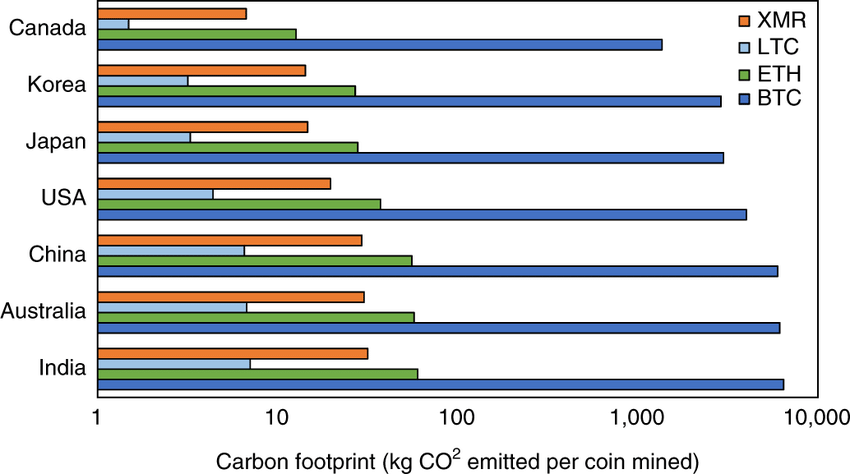 Canada
Korea
Japan
USA
China
Australia
India
XMR
LTC
ETH
BTC
1 10 100 1,000 10,000
Carbon footprint (kg CO² emitted per coin mined)